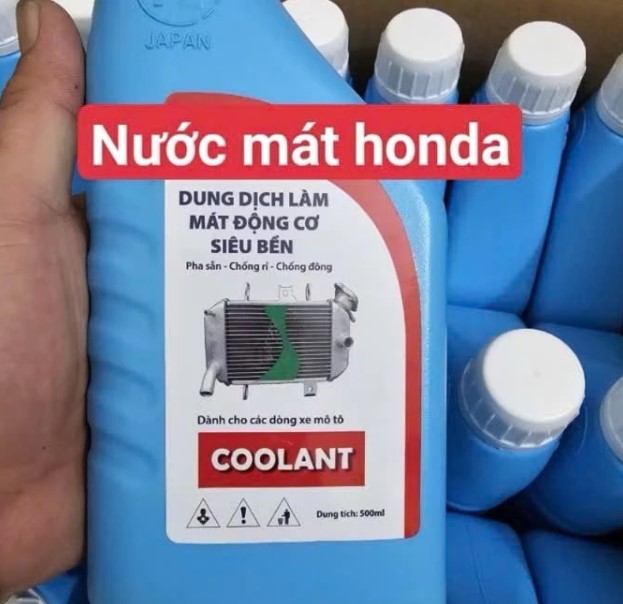 JAPAN
Nước mát honda
DUNG DỊCH LÀM
MÁT ĐỘNG CƠ
SIÊU BỀN
Pha sẵn - Chống rỉ - Chống đông
Dành cho các dòng xe mô tô
COOLANT
Dung tích: 500ml